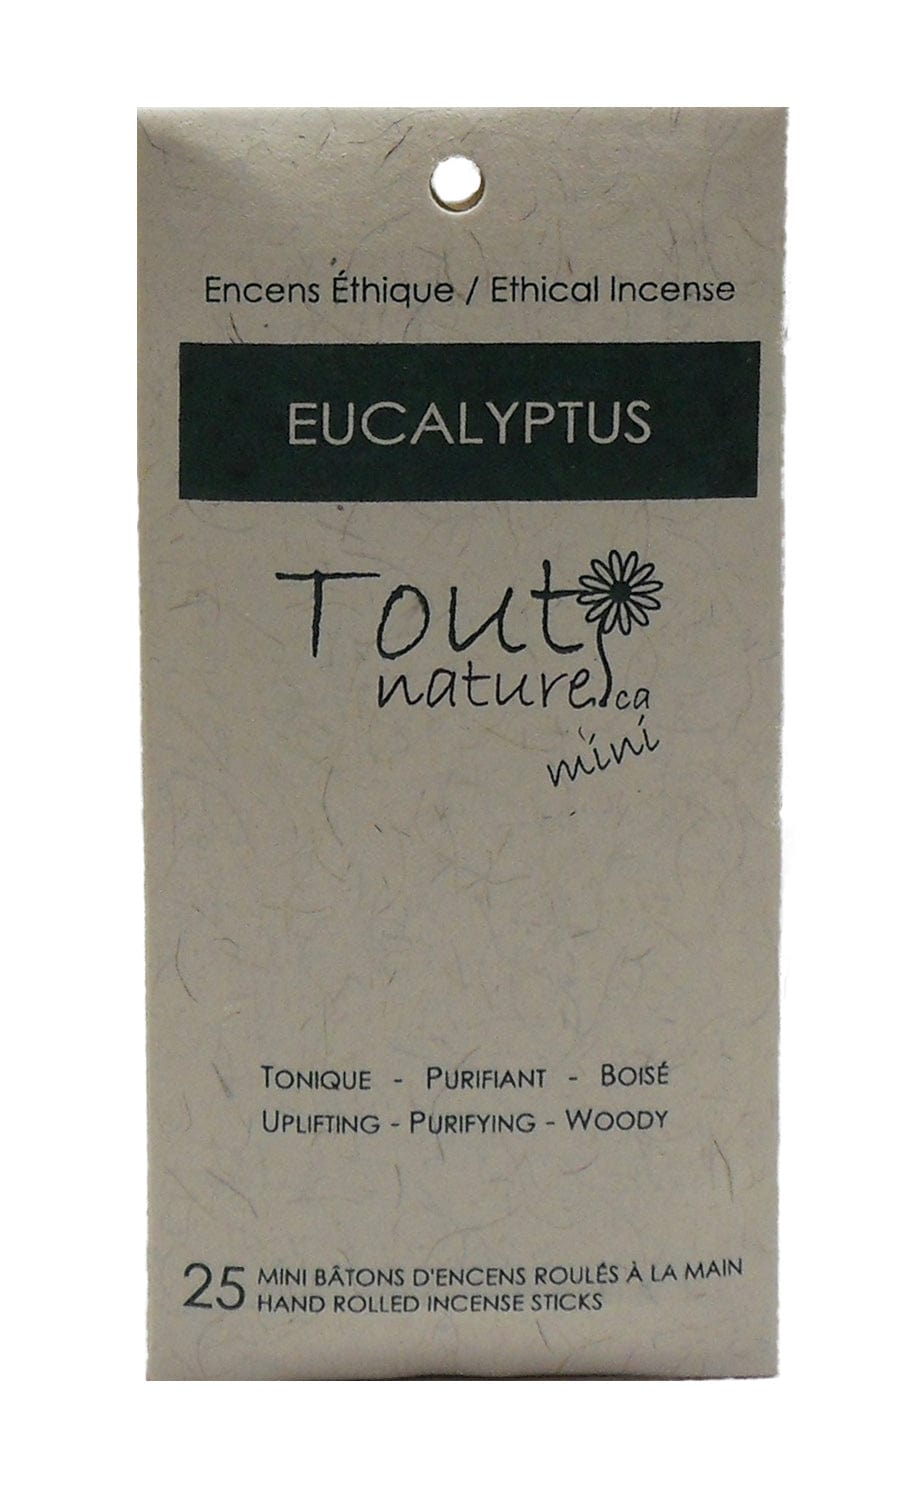 Encens Éthique / Ethical Incense
EUCALYPTUS
Tout
nature.ca
mini
TONIQUE - PURIFIANT - BOISÉ
UPLIFTING - PURIFYING - WOODY
25 MINI BÂTONS D'ENCENS ROULÉS À LA MAIN
HAND ROLLED INCENSE STICKS